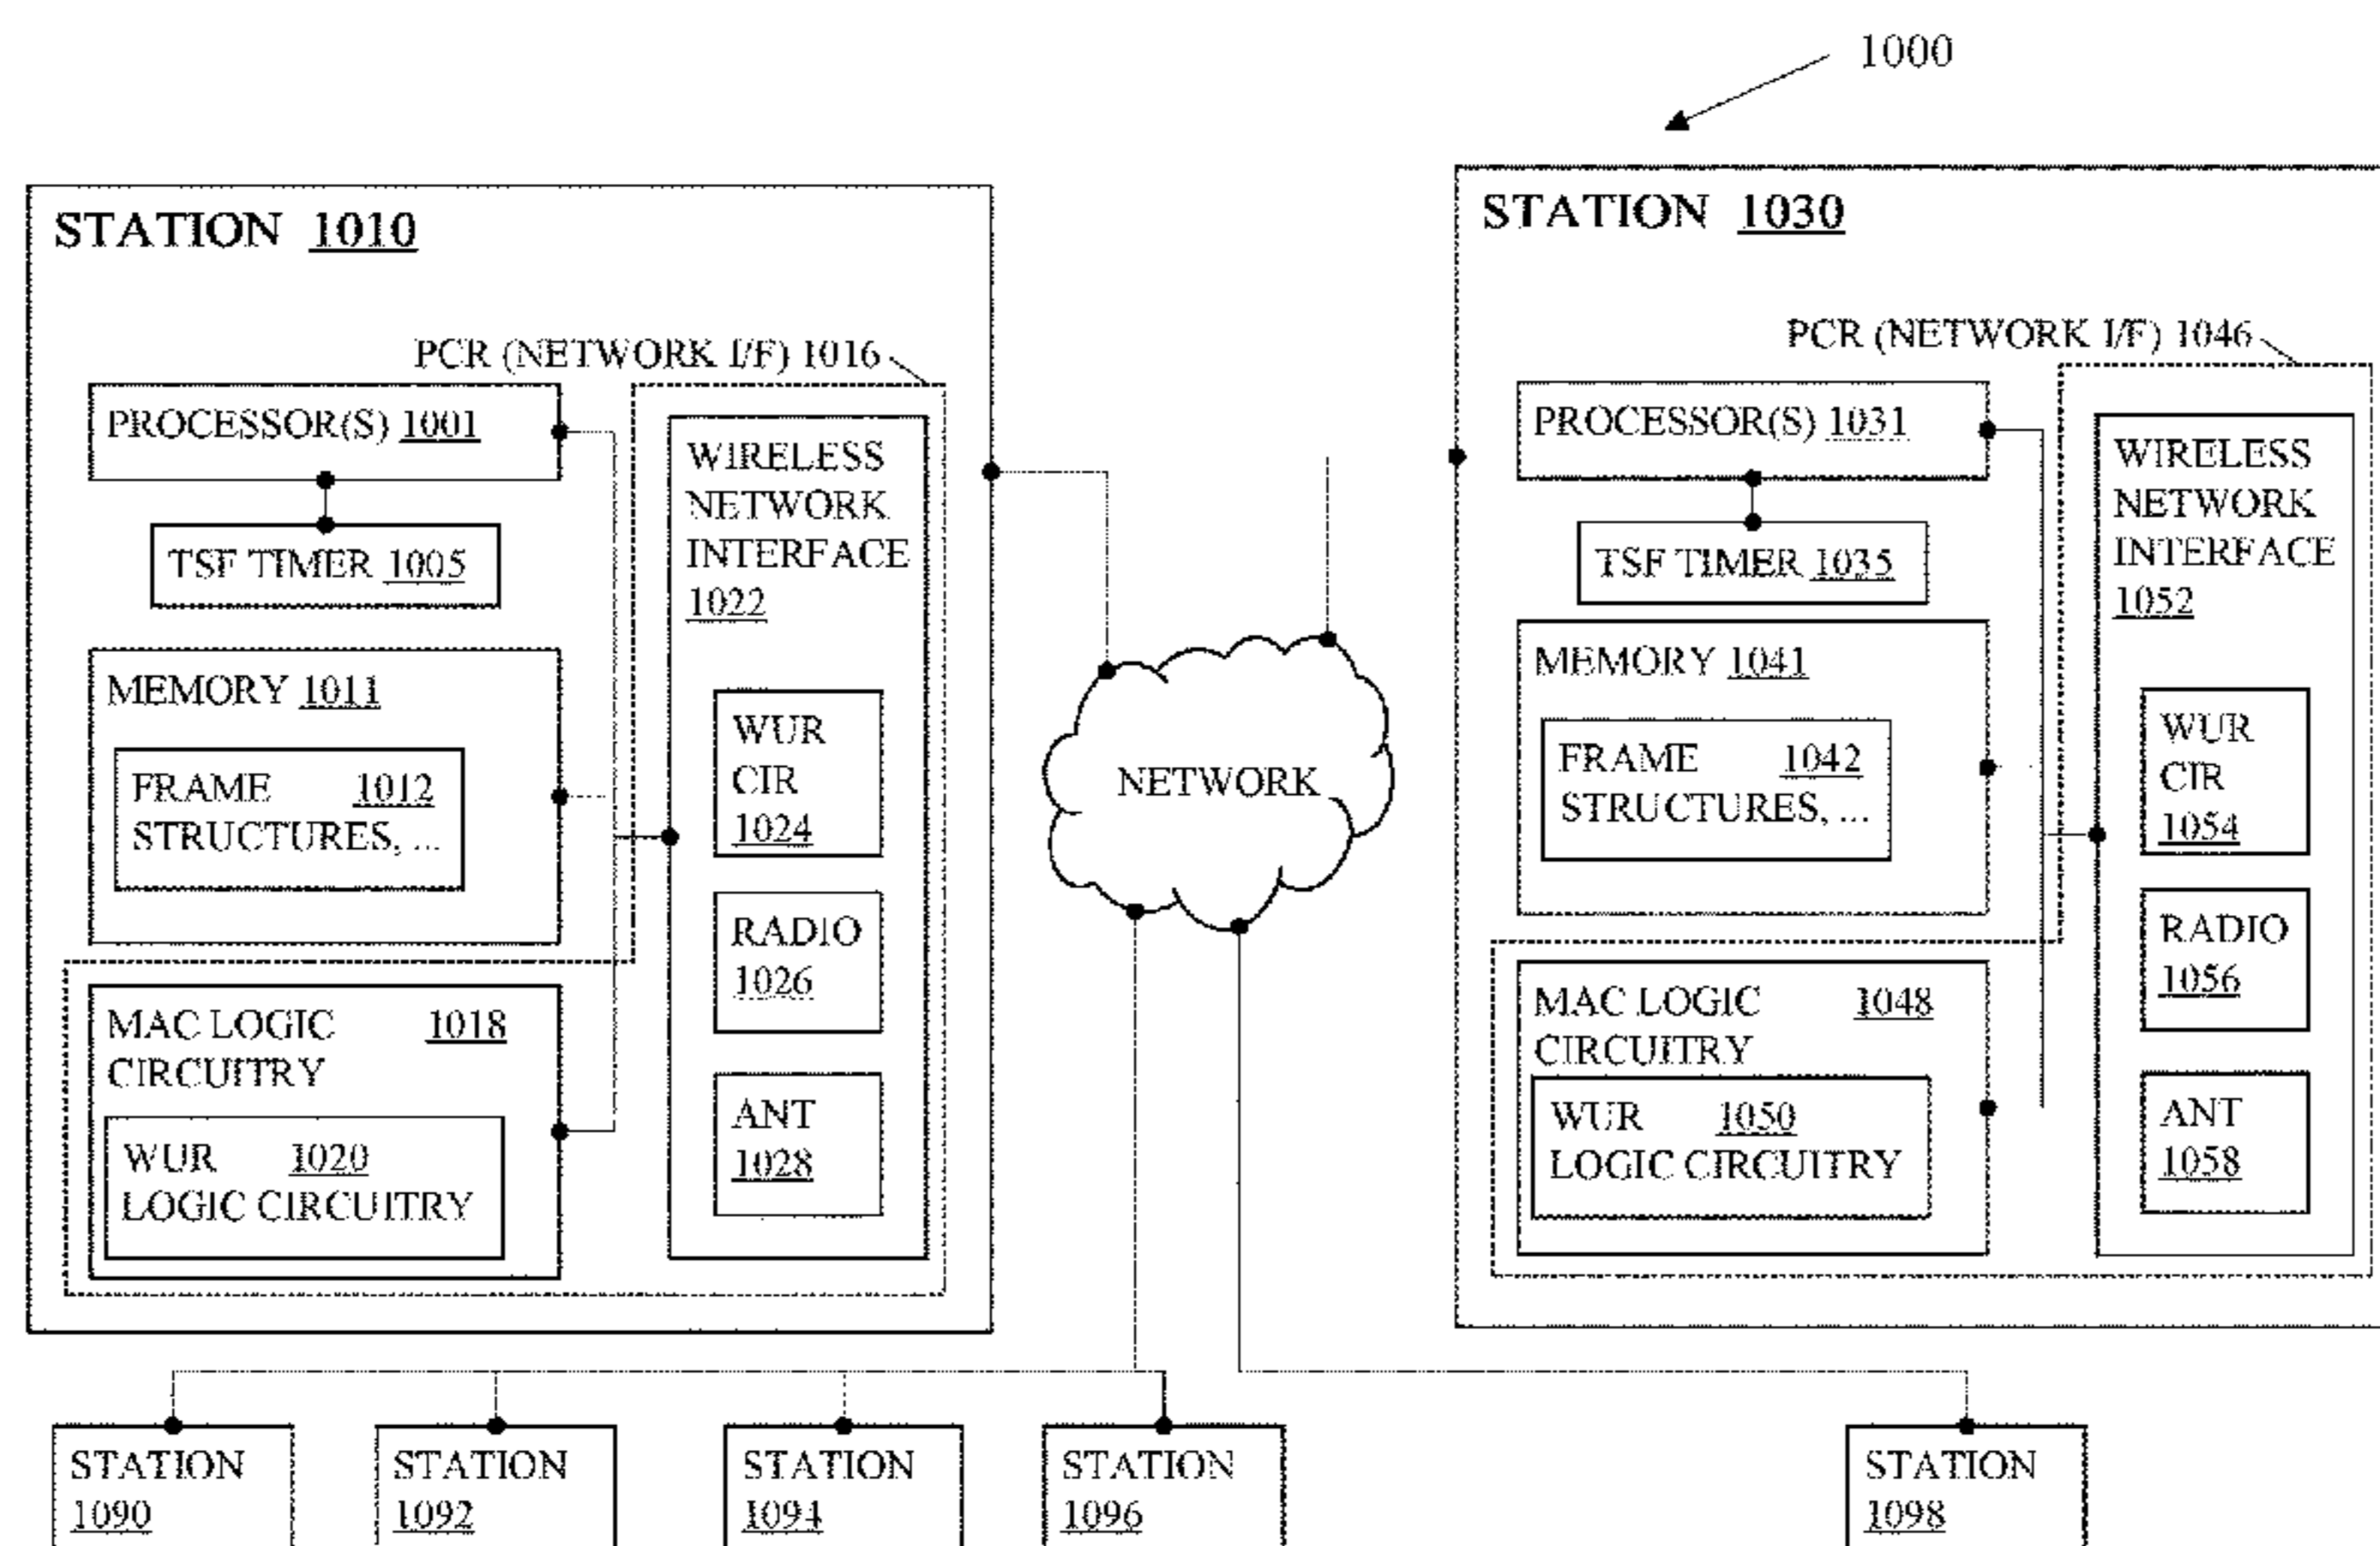 1000
STATION 1010
PCR (NETWORK I/F) 1016
PROCESSOR(S) 1001
TSF TIMER 1005
MEMORY 1011
FRAME 1012
STRUCTURES, ...
MAC LOGIC 1018
CIRCUITRY
WUR 1020
LOGIC CIRCUITRY
WIRELESS
NETWORK
INTERFACE
1022
WUR
CIR
1024
RADIO
1026
ANT
1028
NETWORK
STATION 1030
PCR (NETWORK I/F) 1046
PROCESSOR(S) 1031
TSF TIMER 1035
MEMORY 1041
FRAME 1042
STRUCTURES, ...
MAC LOGIC 1048
CIRCUITRY
WUR 1050
LOGIC CIRCUITRY
WIRELESS
NETWORK
INTERFACE
1052
WUR
CIR
1054
RADIO
1056
ANT
1058
STATION
1090
STATION
1092
STATION
1094
STATION
1096
STATION
1098